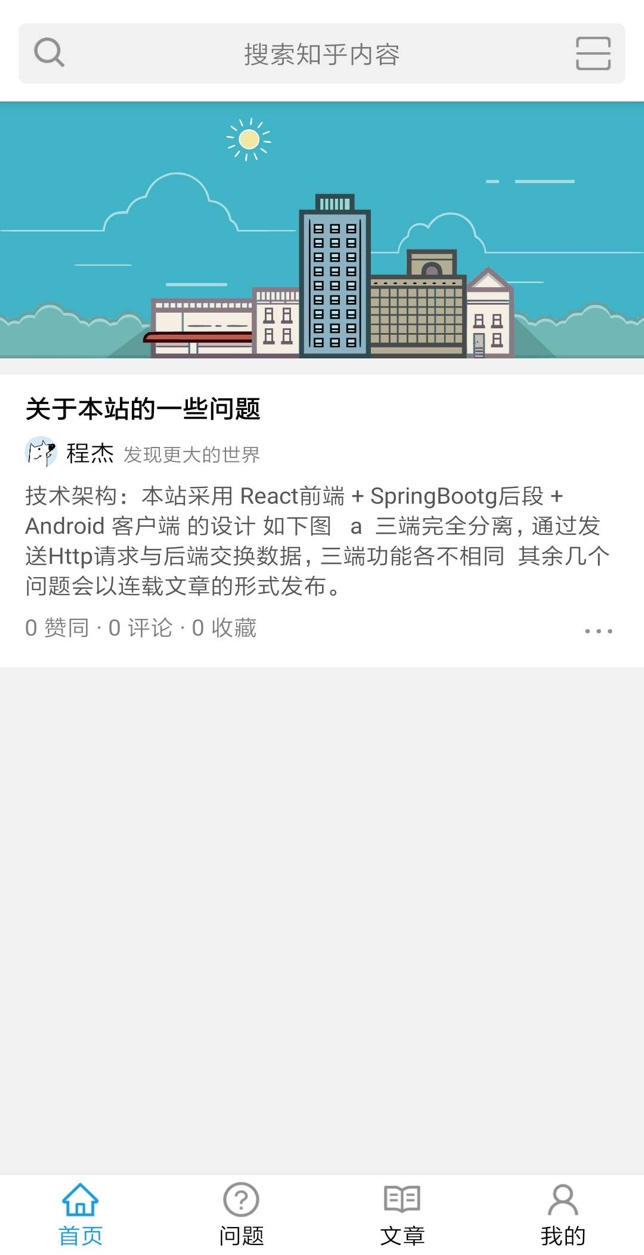 搜索知乎内容
关于本站的一些问题
程杰 发现更大的世界
技术架构：本站采用 React前端 + SpringBootg后段 +
Android 客户端 的设计 如下图   a  三端完全分离，通过发
送Http请求与后端交换数据，三端功能各不相同  其余几个
问题会以连载文章的形式发布。
0 赞同 · 0 评论 · 0 收藏
首页 问题 文章 我的